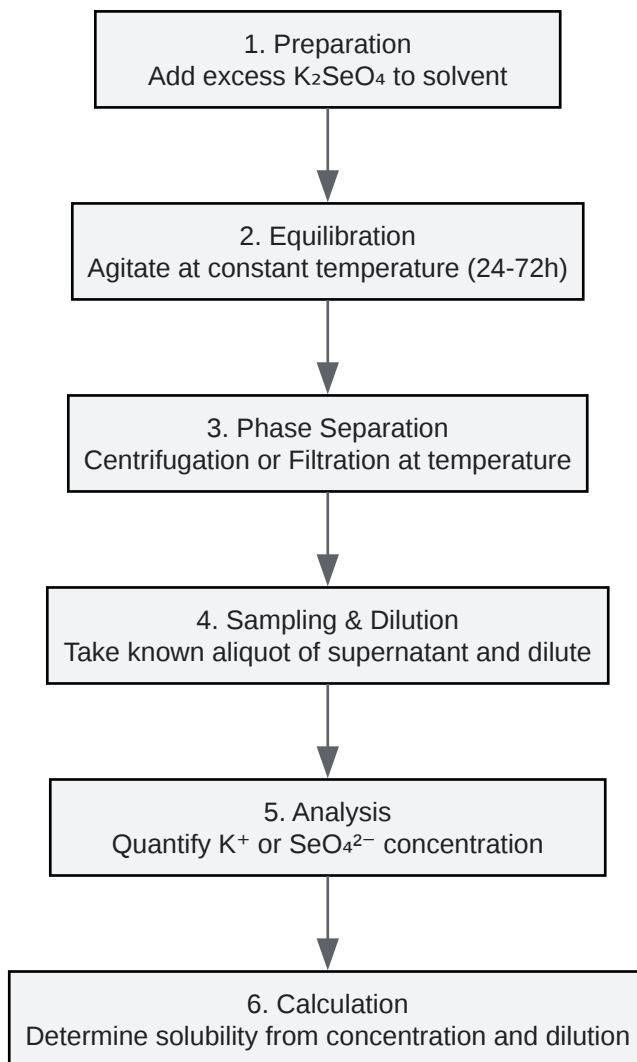 1. Preparation
Add excess K₂SeO₄ to solvent
2. Equilibration
Agitate at constant temperature (24-72h)
3. Phase Separation
Centrifugation or Filtration at temperature
4. Sampling & Dilution
Take known aliquot of supernatant and dilute
5. Analysis
Quantify K⁺ or SeO₄²⁻ concentration
6. Calculation
Determine solubility from concentration and dilution